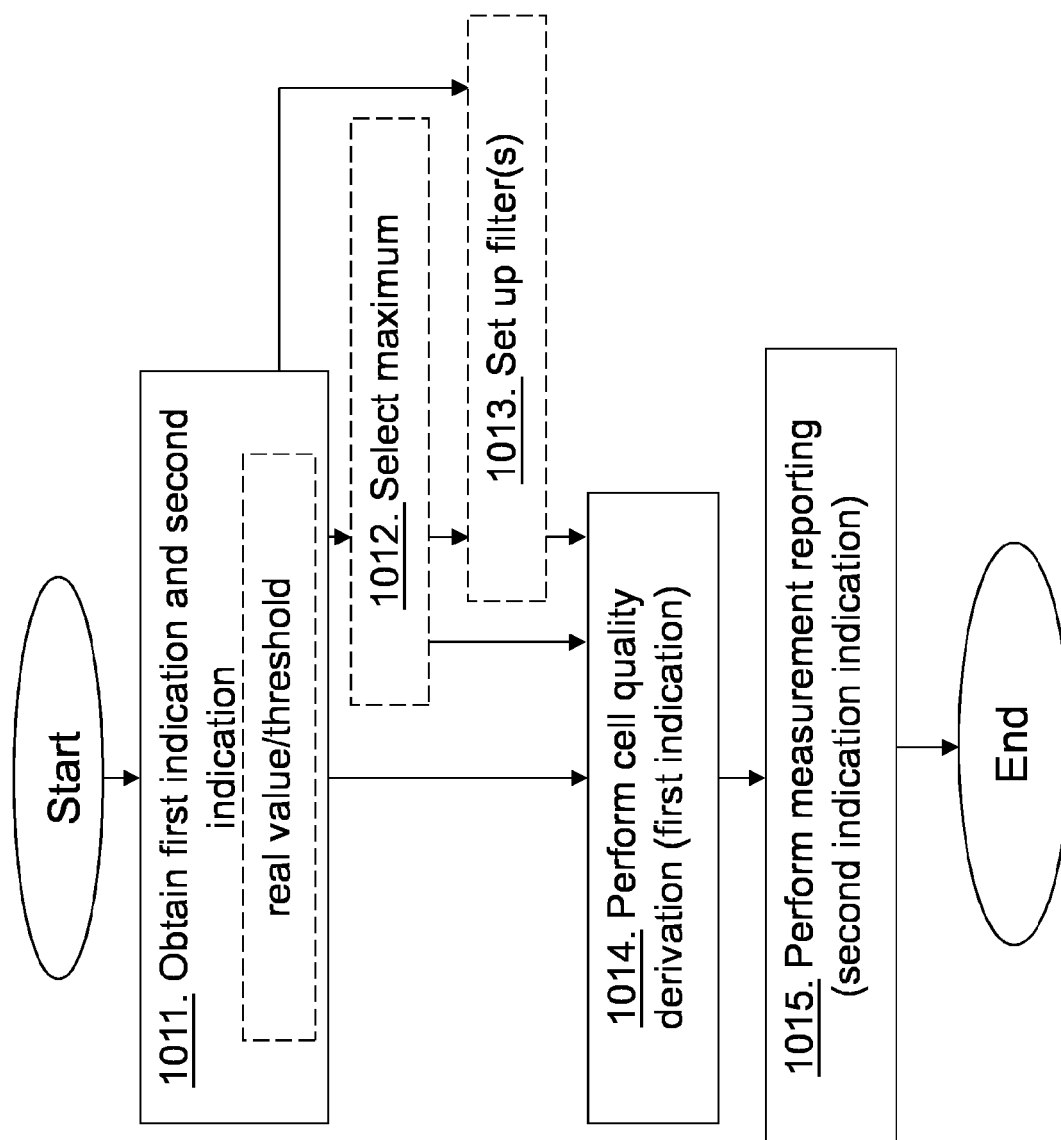 Start
1011. Obtain first indication and second
indication
real value/threshold
1012. Select maximum
1013. Set up filter(s)
1014. Perform cell quality
derivation (first indication)
1015. Perform measurement reporting
(second indication indication)
End